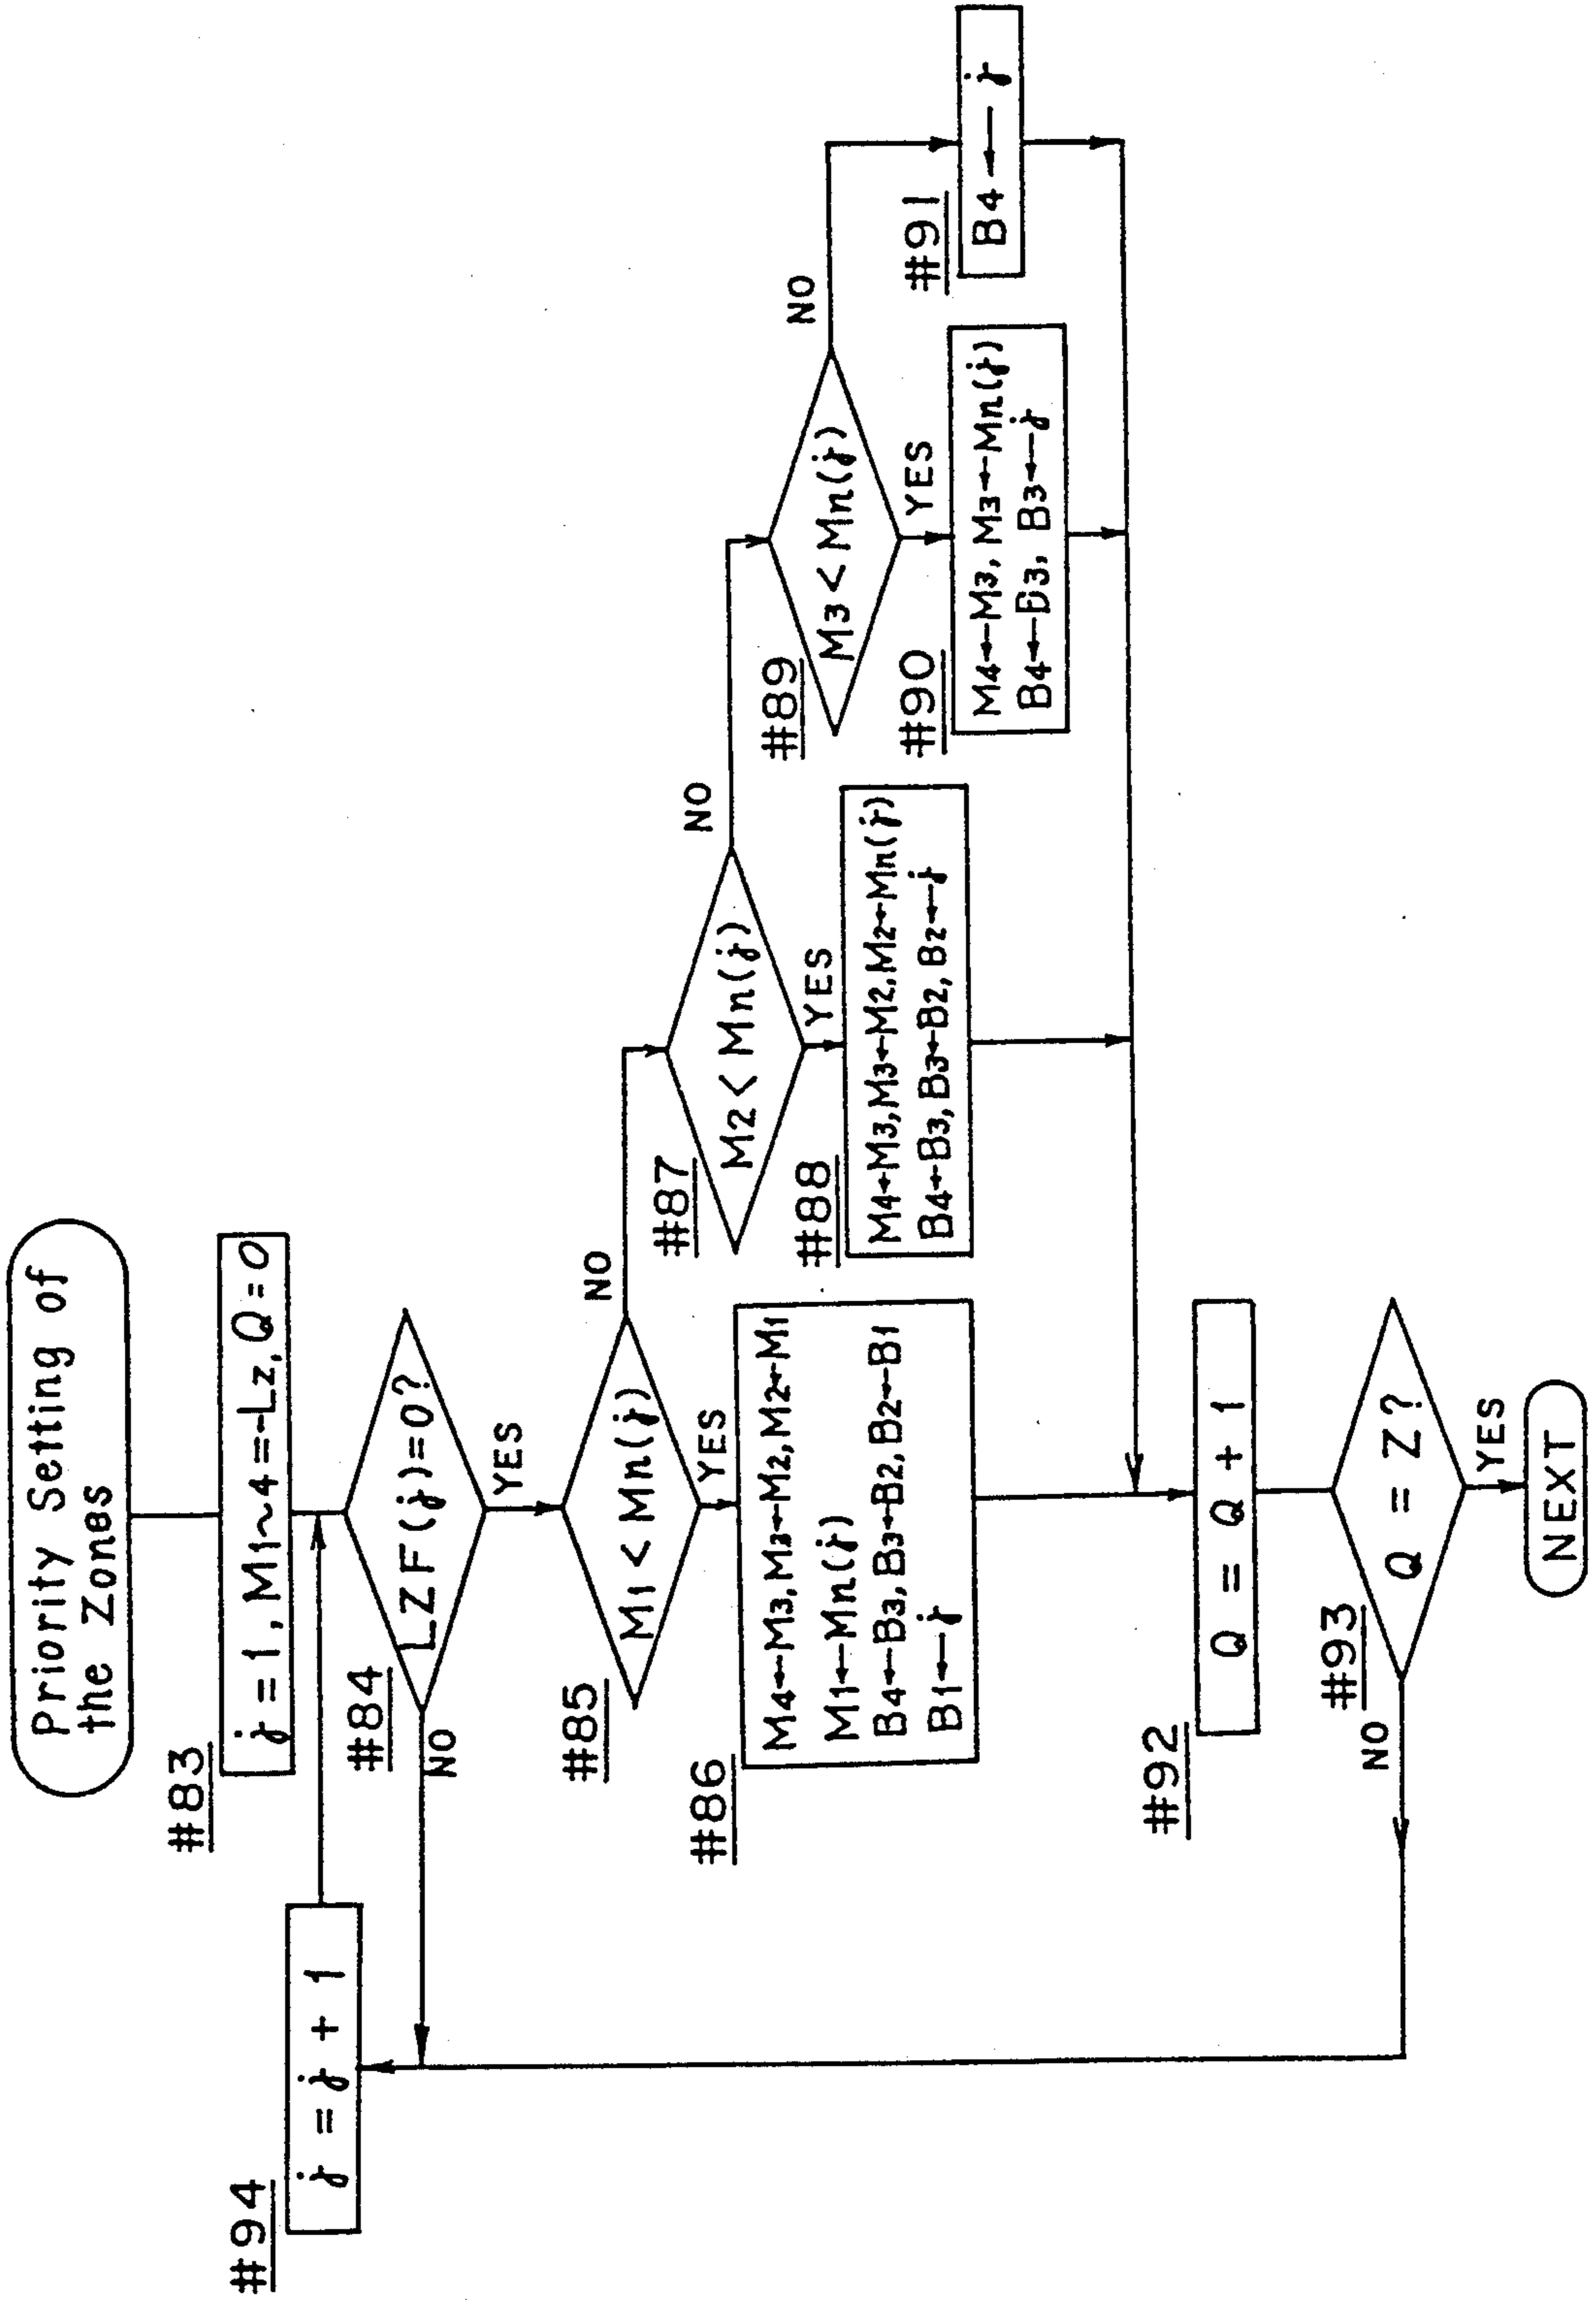 Priority Setting of
the Zones
#83
j = 1, M1~4 = -Lz, Q = 0
#94
j = j + 1
#84
LZF(j)=0?
NO
YES
#85
M1 < Mn(j)
NO
YES
#86
M4←M3, M3←M2, M2←M1
M1←Mn(j)
B4←B3, B3←B2, B2←B1
B1←j
#87
M2 < Mn(j)
NO
YES
#88
M4←M3, M3←M2, M2←Mn(j)
B4←B3, B3←B2, B2←j
#89
M3 < Mn(j)
NO
YES
#90
M4←M3, M3←Mn(j)
B4←B3, B3←j
#91
B4 ← j
#92
Q = Q + 1
#93
Q = Z?
NO
YES
NEXT